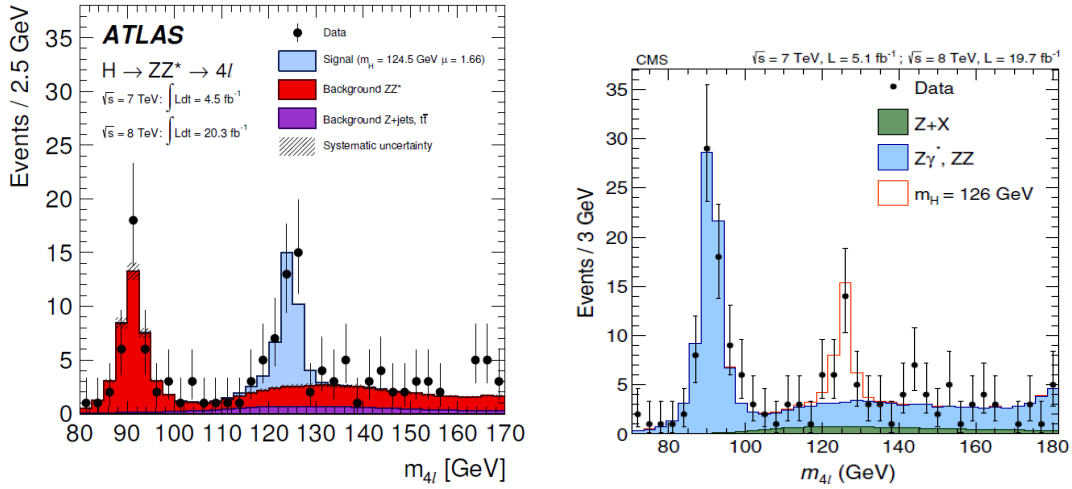 ATLAS
H → ZZ* → 4l
√s = 7 TeV: ∫Ldt = 4.5 fb⁻¹
√s = 8 TeV: ∫Ldt = 20.3 fb⁻¹
Data
Signal (m_H = 124.5 GeV μ = 1.66)
Background ZZ*
Background Z+jets, tt̄
Systematic uncertainty
Events / 2.5 GeV
35
30
25
20
15
10
5
0
80 90 100 110 120 130 140 150 160 170
m_4l [GeV]
CMS
√s = 7 TeV, L = 5.1 fb⁻¹ ; √s = 8 TeV, L = 19.7 fb⁻¹
Data
Z+X
Zγ*, ZZ
m_H = 126 GeV
Events / 3 GeV
35
30
25
20
15
10
5
0
80 100 120 140 160 180
m_4l (GeV)